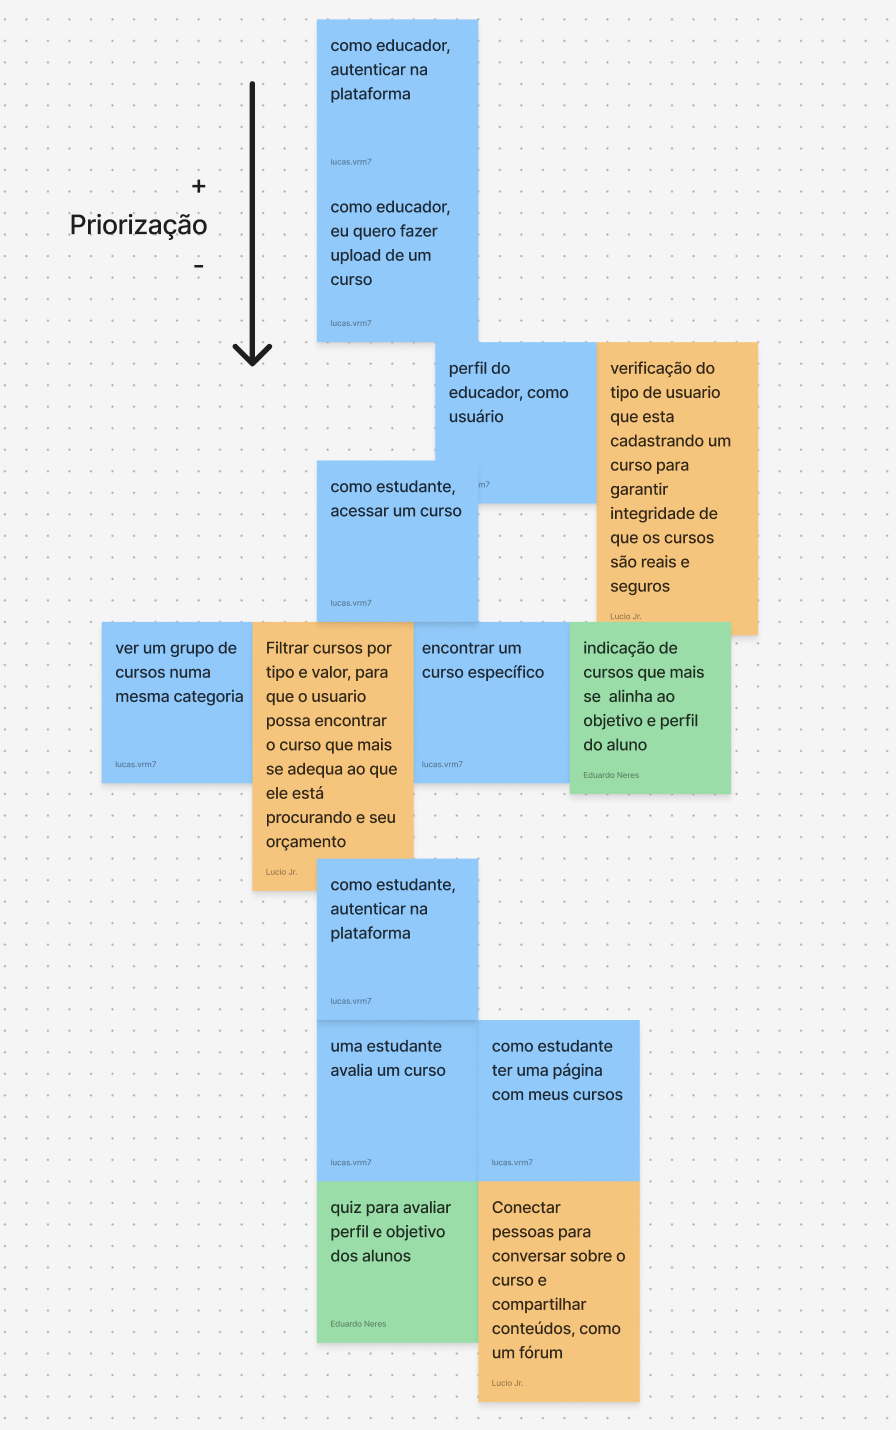 como educador,
autenticar na
plataforma
lucas.vrm7
+
Priorização
-
como educador,
eu quero fazer
upload de um
curso
lucas.vrm7
perfil do
educador, como
usuário
m7
verificação do
tipo de usuario
que esta
cadastrando um
curso para
garantir
integridade de
que os cursos
são reais e
seguros
Lucio Jr.
como estudante,
acessar um curso
lucas.vrm7
ver um grupo de
cursos numa
mesma categoria
lucas.vrm7
Filtrar cursos por
tipo e valor, para
que o usuario
possa encontrar
o curso que mais
se adequa ao que
ele está
procurando e seu
orçamento
Lucio Jr.
encontrar um
curso específico
lucas.vrm7
indicação de
cursos que mais
se  alinha ao
objetivo e perfil
do aluno
Eduardo Neres
como estudante,
autenticar na
plataforma
lucas.vrm7
uma estudante
avalia um curso
lucas.vrm7
como estudante
ter uma página
com meus cursos
lucas.vrm7
quiz para avaliar
perfil e objetivo
dos alunos
Eduardo Neres
Conectar
pessoas para
conversar sobre o
curso e
compartilhar
conteúdos, como
um fórum
Lucio Jr.